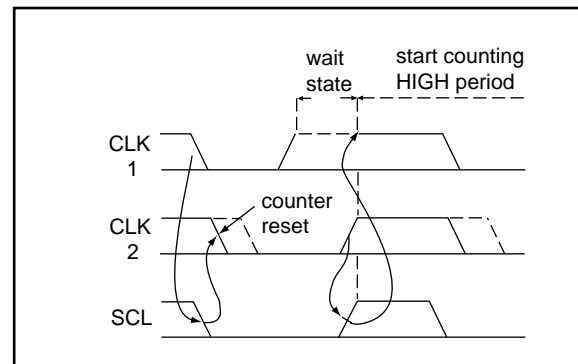 wait
state
start counting
HIGH period
CLK
1
counter
reset
CLK
2
SCL